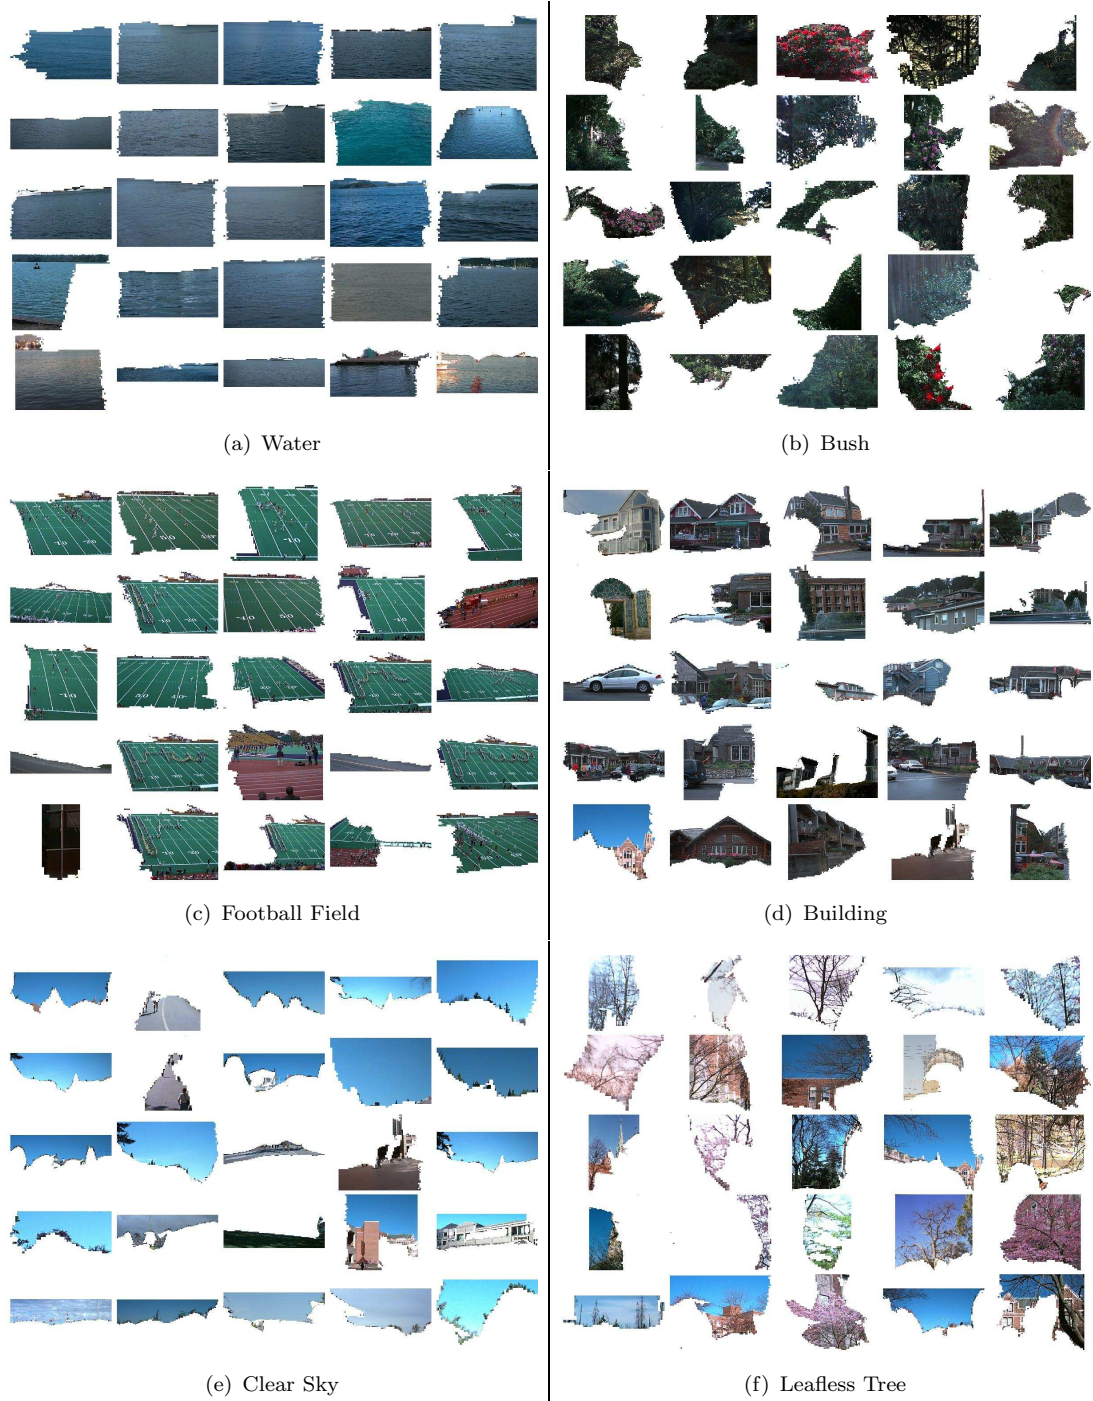 (a) Water
(b) Bush
(c) Football Field
(d) Building
(e) Clear Sky
(f) Leafless Tree